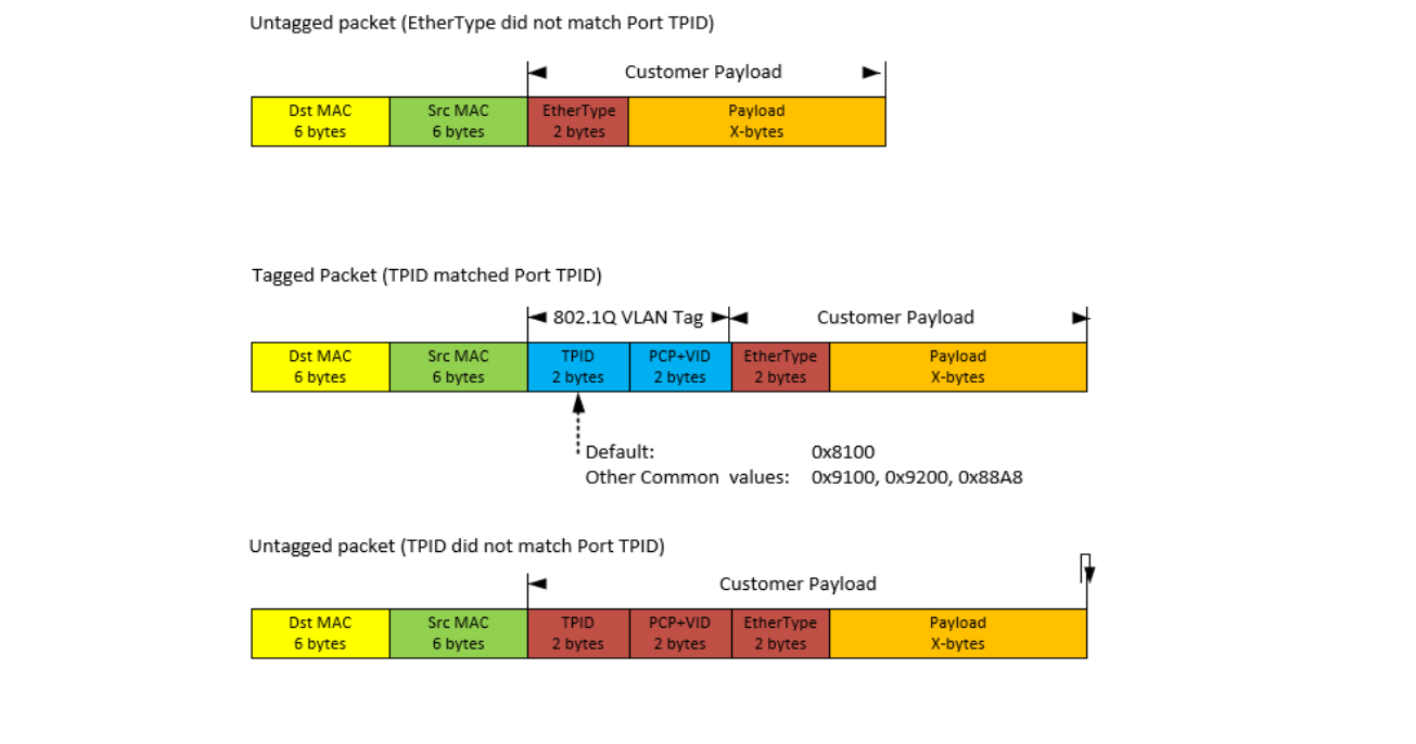 Untagged packet (EtherType did not match Port TPID)
Customer Payload
Dst MAC Src MAC EtherType Payload
6 bytes 6 bytes 2 bytes X-bytes
Tagged Packet (TPID matched Port TPID)
802.1Q VLAN Tag Customer Payload
Dst MAC Src MAC TPID PCP+VID EtherType Payload
6 bytes 6 bytes 2 bytes 2 bytes 2 bytes X-bytes
Default: 0x8100
Other Common values: 0x9100, 0x9200, 0x88A8
Untagged packet (TPID did not match Port TPID)
Customer Payload
Dst MAC Src MAC TPID PCP+VID EtherType Payload
6 bytes 6 bytes 2 bytes 2 bytes 2 bytes X-bytes